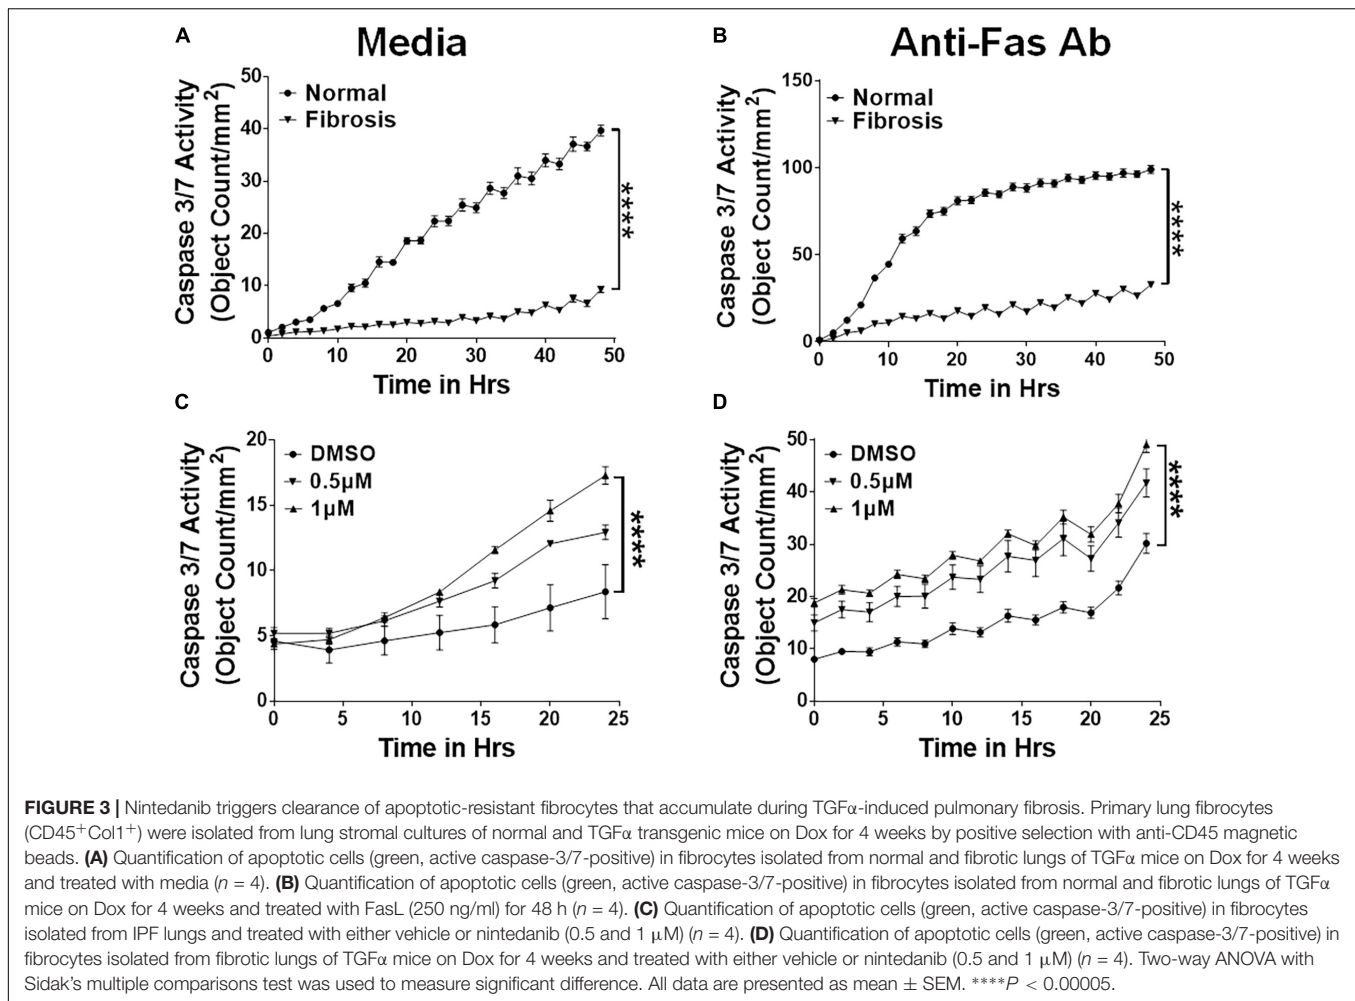 A
Media
Caspase 3/7 Activity
(Object Count/mm²)
50
40
30
20
10
0
Normal
Fibrosis
****
0 10 20 30 40 50
Time in Hrs
B
Anti-Fas Ab
Caspase 3/7 Activity
(Object Count/mm²)
150
100
50
0
Normal
Fibrosis
****
0 10 20 30 40 50
Time in Hrs
C
Caspase 3/7 Activity
(Object Count/mm²)
20
15
10
5
0
DMSO
0.5μM
1μM
****
0 5 10 15 20 25
Time in Hrs
D
Caspase 3/7 Activity
(Object Count/mm²)
50
40
30
20
10
0
DMSO
0.5μM
1μM
****
0 5 10 15 20 25
Time in Hrs
FIGURE 3 | Nintedanib triggers clearance of apoptotic-resistant fibrocytes that accumulate during TGFα-induced pulmonary fibrosis. Primary lung fibrocytes
(CD45⁺Col1⁺) were isolated from lung stromal cultures of normal and TGFα transgenic mice on Dox for 4 weeks by positive selection with anti-CD45 magnetic
beads. (A) Quantification of apoptotic cells (green, active caspase-3/7-positive) in fibrocytes isolated from normal and fibrotic lungs of TGFα mice on Dox for 4 weeks
and treated with media (n = 4). (B) Quantification of apoptotic cells (green, active caspase-3/7-positive) in fibrocytes isolated from normal and fibrotic lungs of TGFα
mice on Dox for 4 weeks and treated with FasL (250 ng/ml) for 48 h (n = 4). (C) Quantification of apoptotic cells (green, active caspase-3/7-positive) in fibrocytes
isolated from IPF lungs and treated with either vehicle or nintedanib (0.5 and 1 μM) (n = 4). (D) Quantification of apoptotic cells (green, active caspase-3/7-positive) in
fibrocytes isolated from fibrotic lungs of TGFα mice on Dox for 4 weeks and treated with either vehicle or nintedanib (0.5 and 1 μM) (n = 4). Two-way ANOVA with
Sidak's multiple comparisons test was used to measure significant difference. All data are presented as mean ± SEM. ****P < 0.00005.